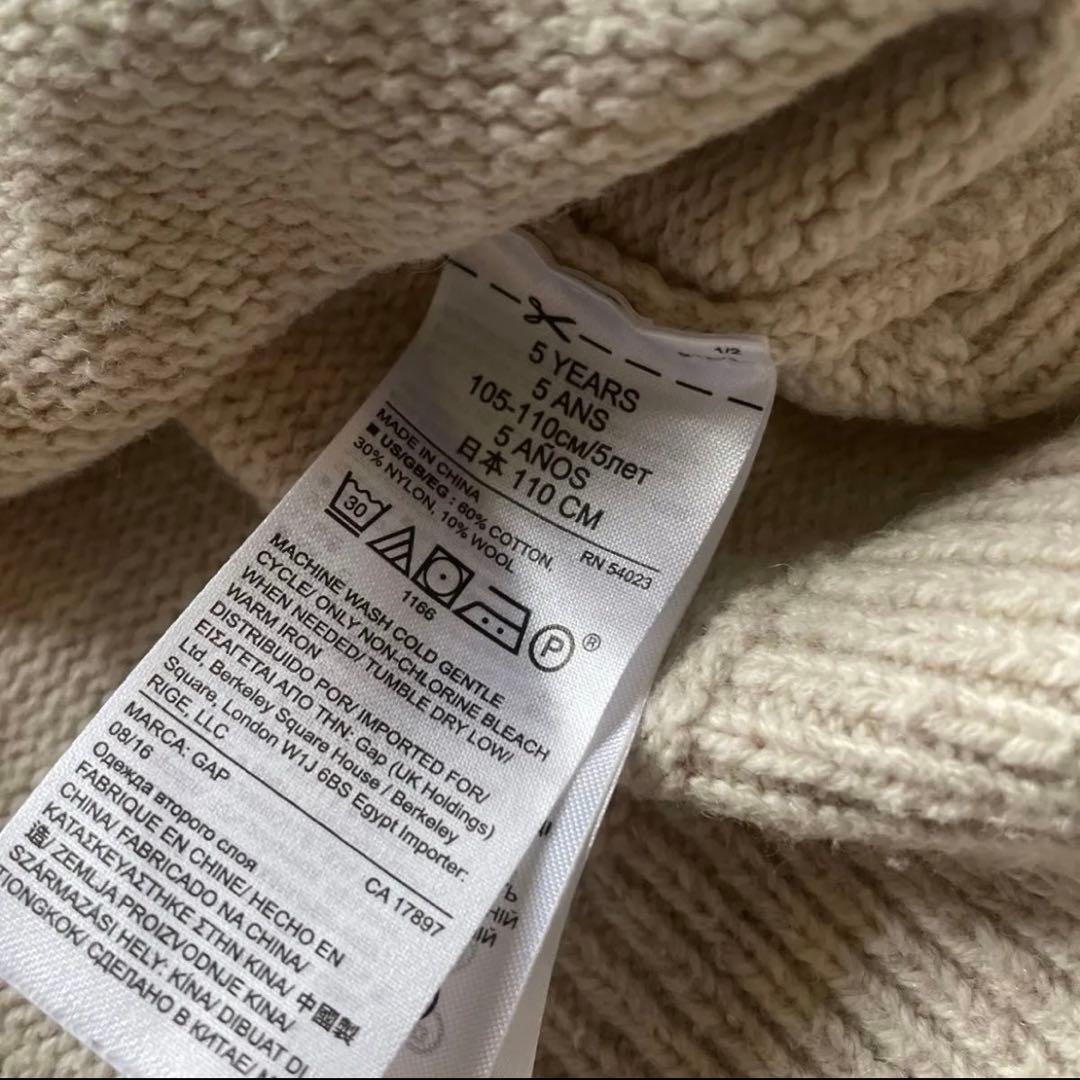 1/2
5 YEARS
5 ANS
105-110см/5лет
5 AÑOS
日本 110 CM
MADE IN CHINA
RN 54023
■ US/GB/EG : 60% COTTON,
30% NYLON, 10% WOOL
30
1166
P®
MACHINE WASH COLD GENTLE
CYCLE/ ONLY NON-CHLORINE BLEACH
WHEN NEEDED/ TUMBLE DRY LOW/
WARM IRON
DISTRIBUIDO POR/ IMPORTED FOR/
ΕΙΣΑΓΕΤΑΙ ΑΠΟ ΤΗΝ: Gap (UK Holdings)
Ltd, Berkeley Square House / Berkeley
Square, London W1J 6BS Egypt Importer:
RIGE, LLC
MARCA: GAP
CA 17897
08/16
Одежда второго слоя
FABRIQUE EN CHINE/ HECHO EN
CHINA/ FABRICADO NA CHINA/
ΚΑΤΑΣΚΕΥΑΣΤΗΚΕ ΣΤΗΝ ΚΙΝΑ/ 中國製
造/ ZEMLJA PROIZVODNJE KINA/
SZÁRMAZÁSI HELY: KÍNA/ DIBUAT DI
TIONGKOK/ СДЕЛАНО В КИТАЕ/